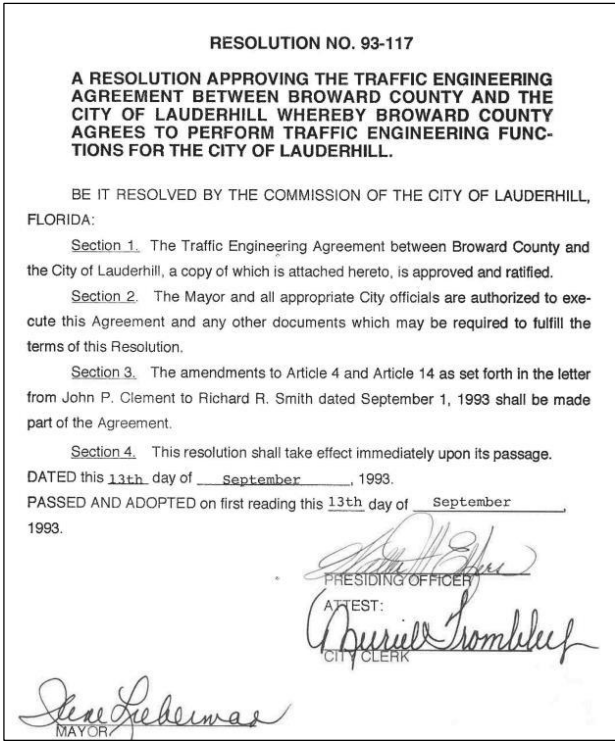 RESOLUTION NO. 93-117
A RESOLUTION APPROVING THE TRAFFIC ENGINEERING
AGREEMENT BETWEEN BROWARD COUNTY AND THE
CITY OF LAUDERHILL WHEREBY BROWARD COUNTY
AGREES TO PERFORM TRAFFIC ENGINEERING FUNC-
TIONS FOR THE CITY OF LAUDERHILL.
BE IT RESOLVED BY THE COMMISSION OF THE CITY OF LAUDERHILL,
FLORIDA:
Section 1. The Traffic Engineering Agreement between Broward County and
the City of Lauderhill, a copy of which is attached hereto, is approved and ratified.
Section 2. The Mayor and all appropriate City officials are authorized to exe-
cute this Agreement and any other documents which may be required to fulfill the
terms of this Resolution.
Section 3. The amendments to Article 4 and Article 14 as set forth in the letter
from John P. Clement to Richard R. Smith dated September 1, 1993 shall be made
part of the Agreement.
Section 4. This resolution shall take effect immediately upon its passage.
DATED this 13th day of September, 1993.
PASSED AND ADOPTED on first reading this 13th day of September,
1993.
PRESIDING OFFICER
ATTEST:
Muriell Trombley
CITY CLERK
Ilene Lieberman
MAYOR